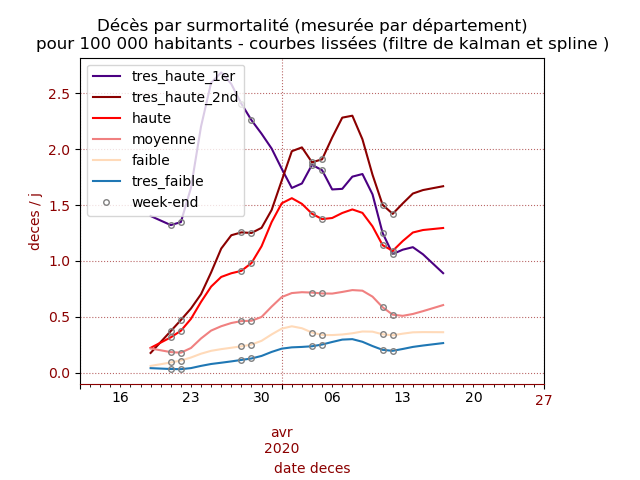 Décès par surmortalité (mesurée par département)
pour 100 000 habitants - courbes lissées (filtre de kalman et spline )
tres_haute_1er
tres_haute_2nd
haute
moyenne
faible
tres_faible
week-end
deces / j
2.5
2.0
1.5
1.0
0.5
0.0
16 23 30 06 13 20 27
avr
2020
date deces